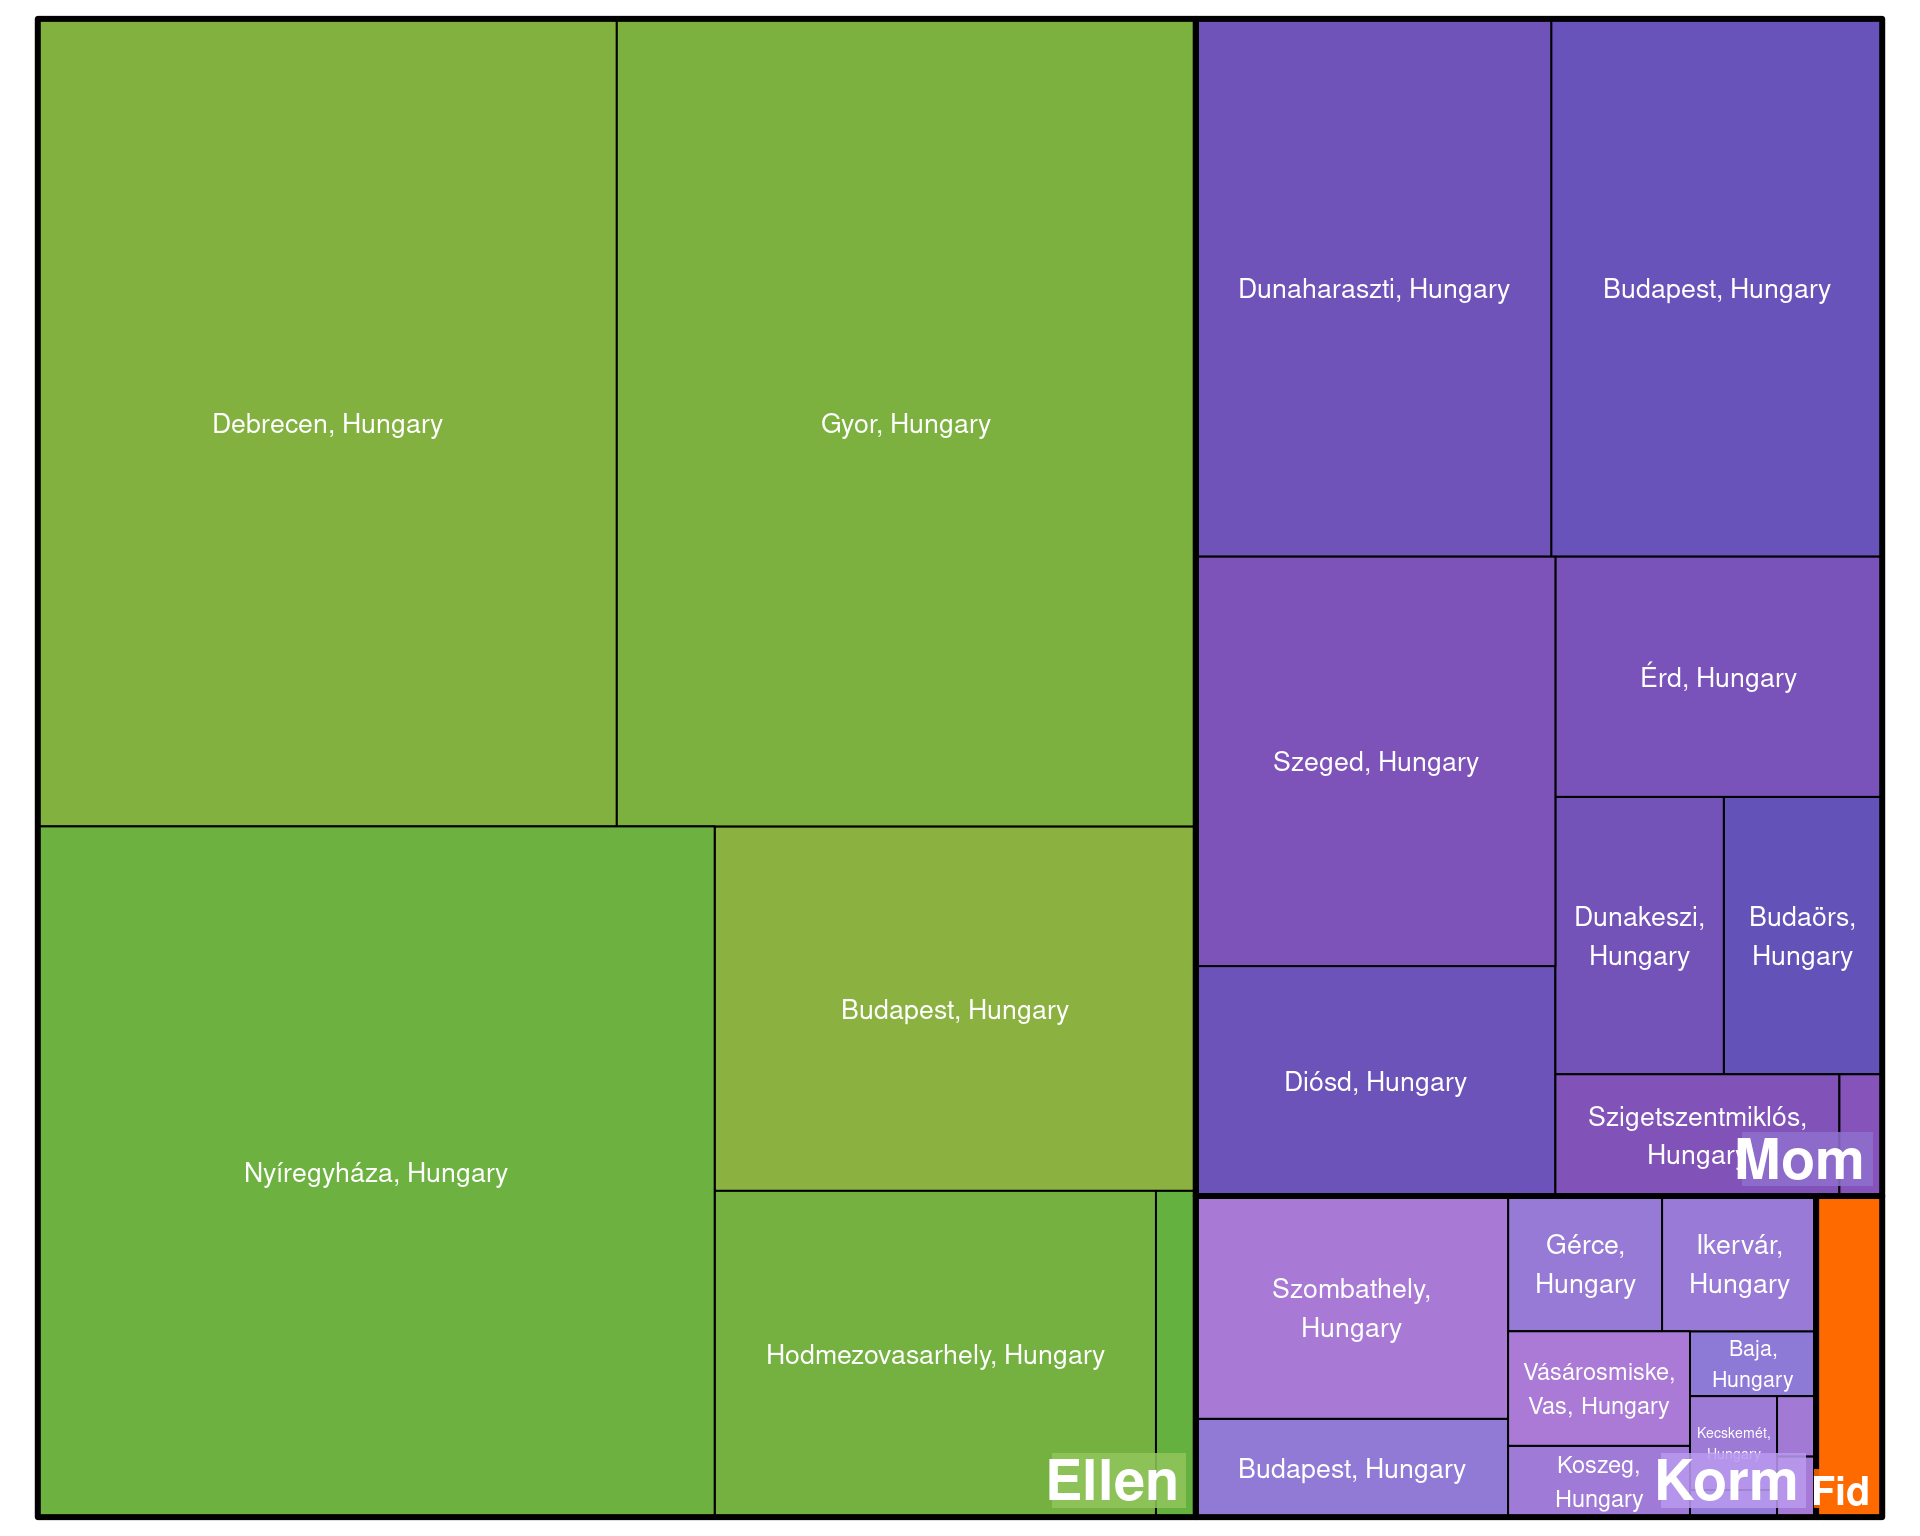 Debrecen, Hungary
Gyor, Hungary
Nyíregyháza, Hungary
Budapest, Hungary
Hodmezovasarhely, Hungary
Ellen
Dunaharaszti, Hungary
Budapest, Hungary
Szeged, Hungary
Érd, Hungary
Dunakeszi,
Hungary
Budaörs,
Hungary
Diósd, Hungary
Szigetszentmiklós,
Hungary
Mom
Szombathely,
Hungary
Gérce,
Hungary
Ikervár,
Hungary
Vásárosmiske,
Vas, Hungary
Baja,
Hungary
Kecskemét,
Hungary
Budapest, Hungary
Koszeg,
Hungary
Korm
Fid